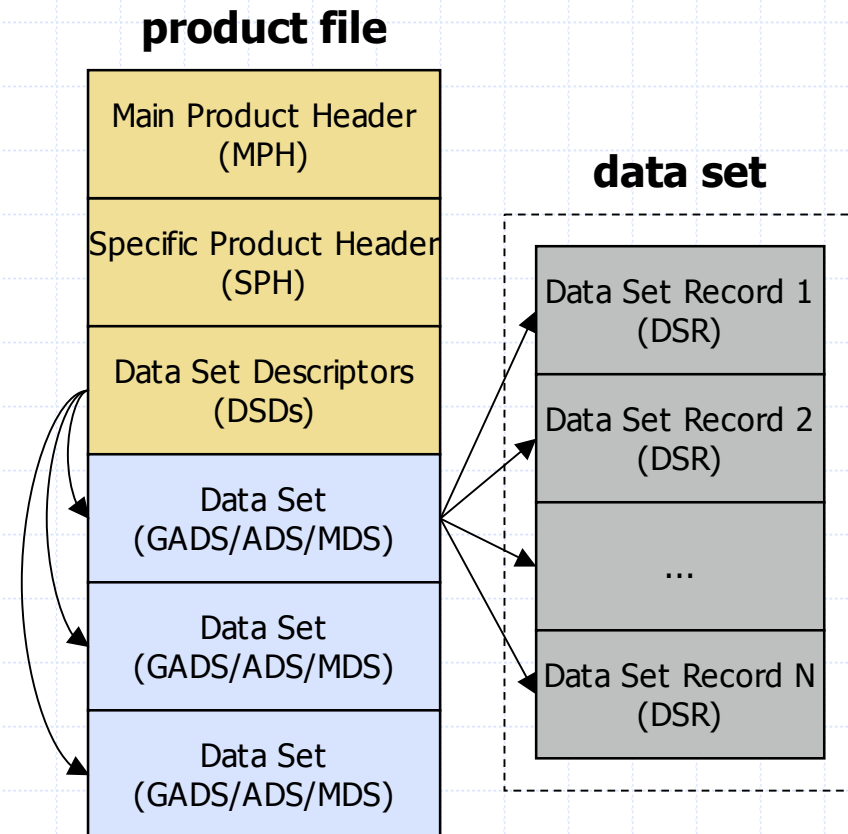 product file
Main Product Header
(MPH)
Specific Product Header
(SPH)
Data Set Descriptors
(DSDs)
Data Set
(GADS/ADS/MDS)
Data Set
(GADS/ADS/MDS)
Data Set
(GADS/ADS/MDS)
data set
Data Set Record 1
(DSR)
Data Set Record 2
(DSR)
...
Data Set Record N
(DSR)